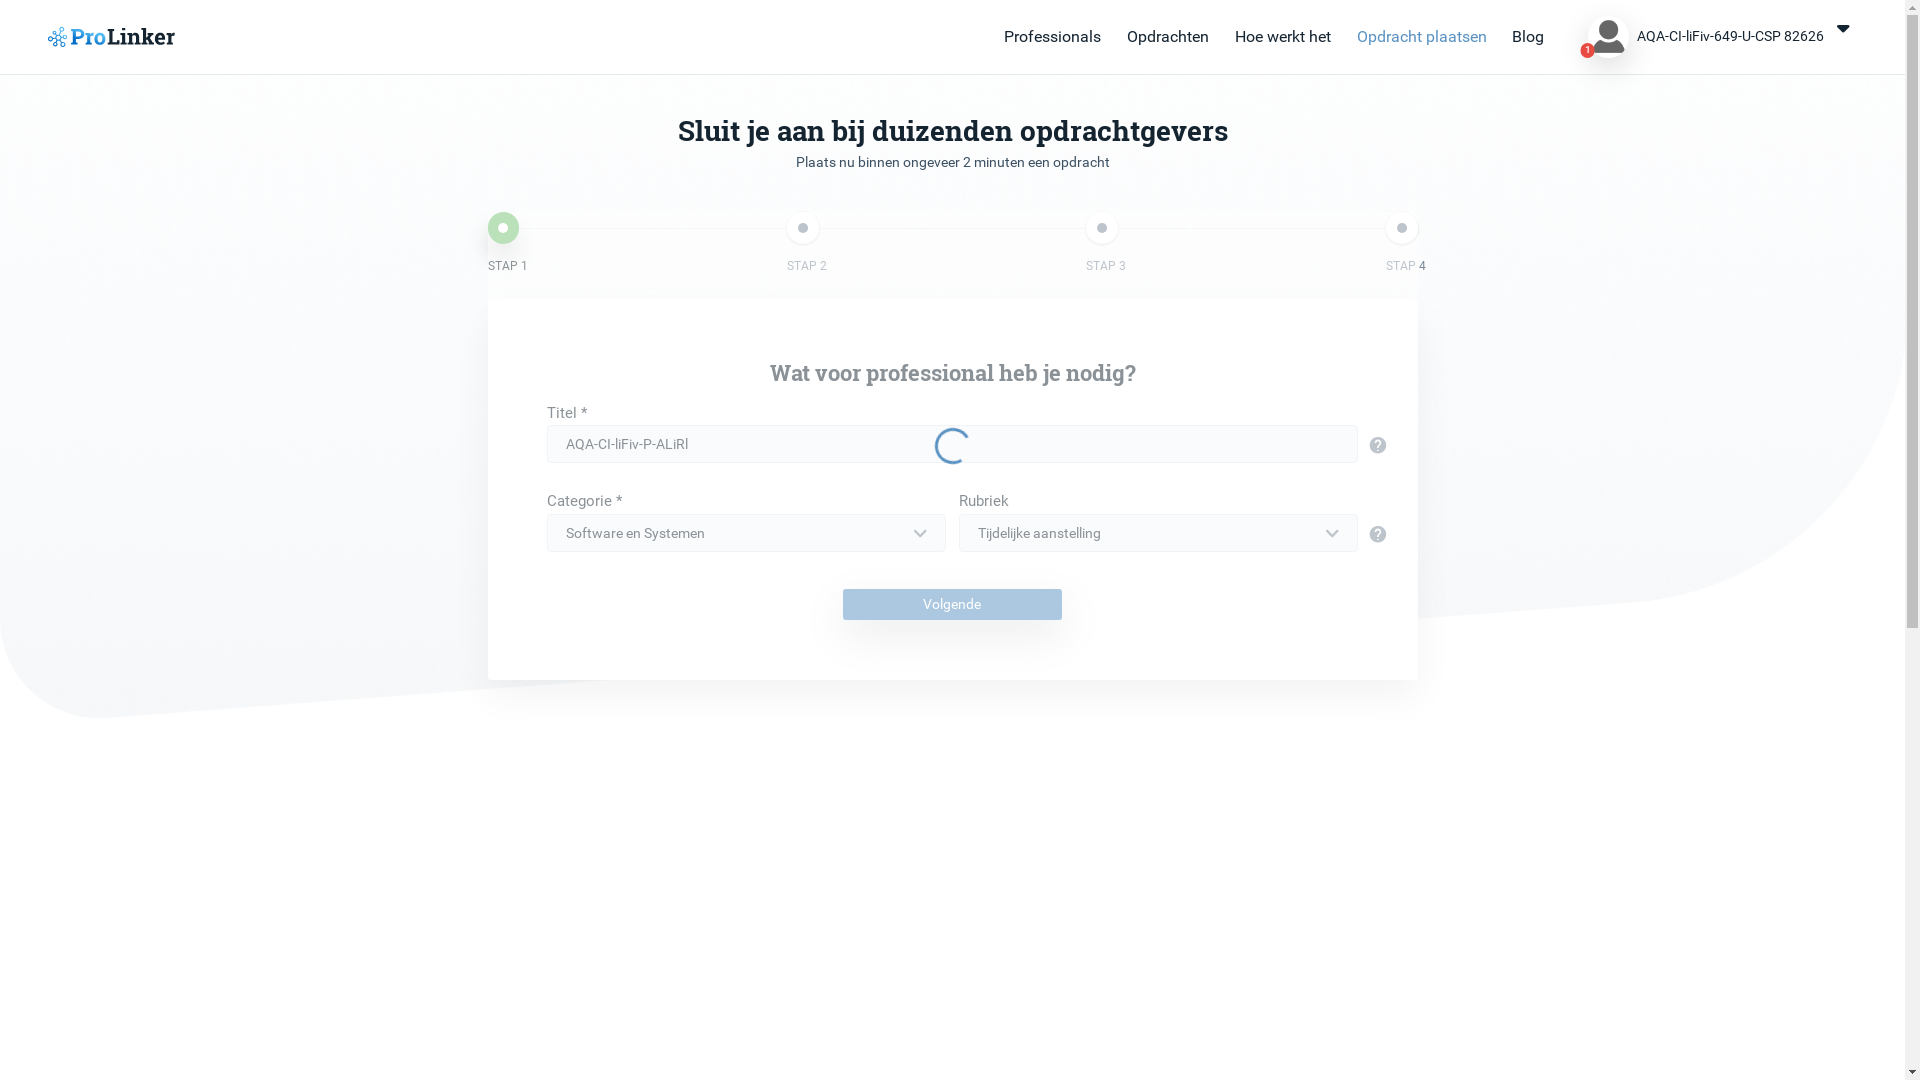 ProLinker
Professionals Opdrachten Hoe werkt het Opdracht plaatsen Blog 1 AQA-CI-liFiv-649-U-CSP 82626
Sluit je aan bij duizenden opdrachtgevers
Plaats nu binnen ongeveer 2 minuten een opdracht
STAP 1 STAP 2 STAP 3 STAP 4
Wat voor professional heb je nodig?
Titel *
AQA-CI-liFiv-P-ALiRl
?
Categorie * Rubriek
Software en Systemen Tijdelijke aanstelling
?
Volgende